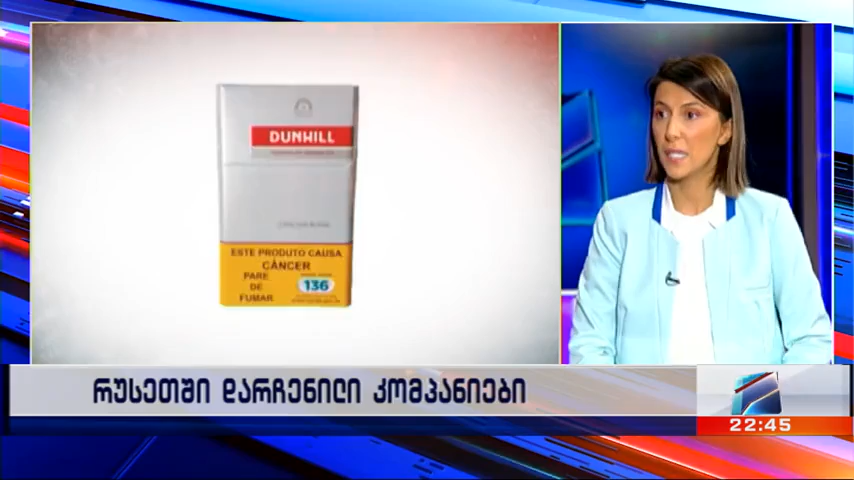 DUNHILL
ESTE PRODUTO CAUSA
CÂNCER
PARE
DE
FUMAR
136
ᲠᲣᲡᲔᲗᲨᲘ ᲓᲐᲠᲩᲔᲜᲘᲚᲘ ᲙᲝᲛᲞᲐᲜᲘᲔᲑᲘ
22:45